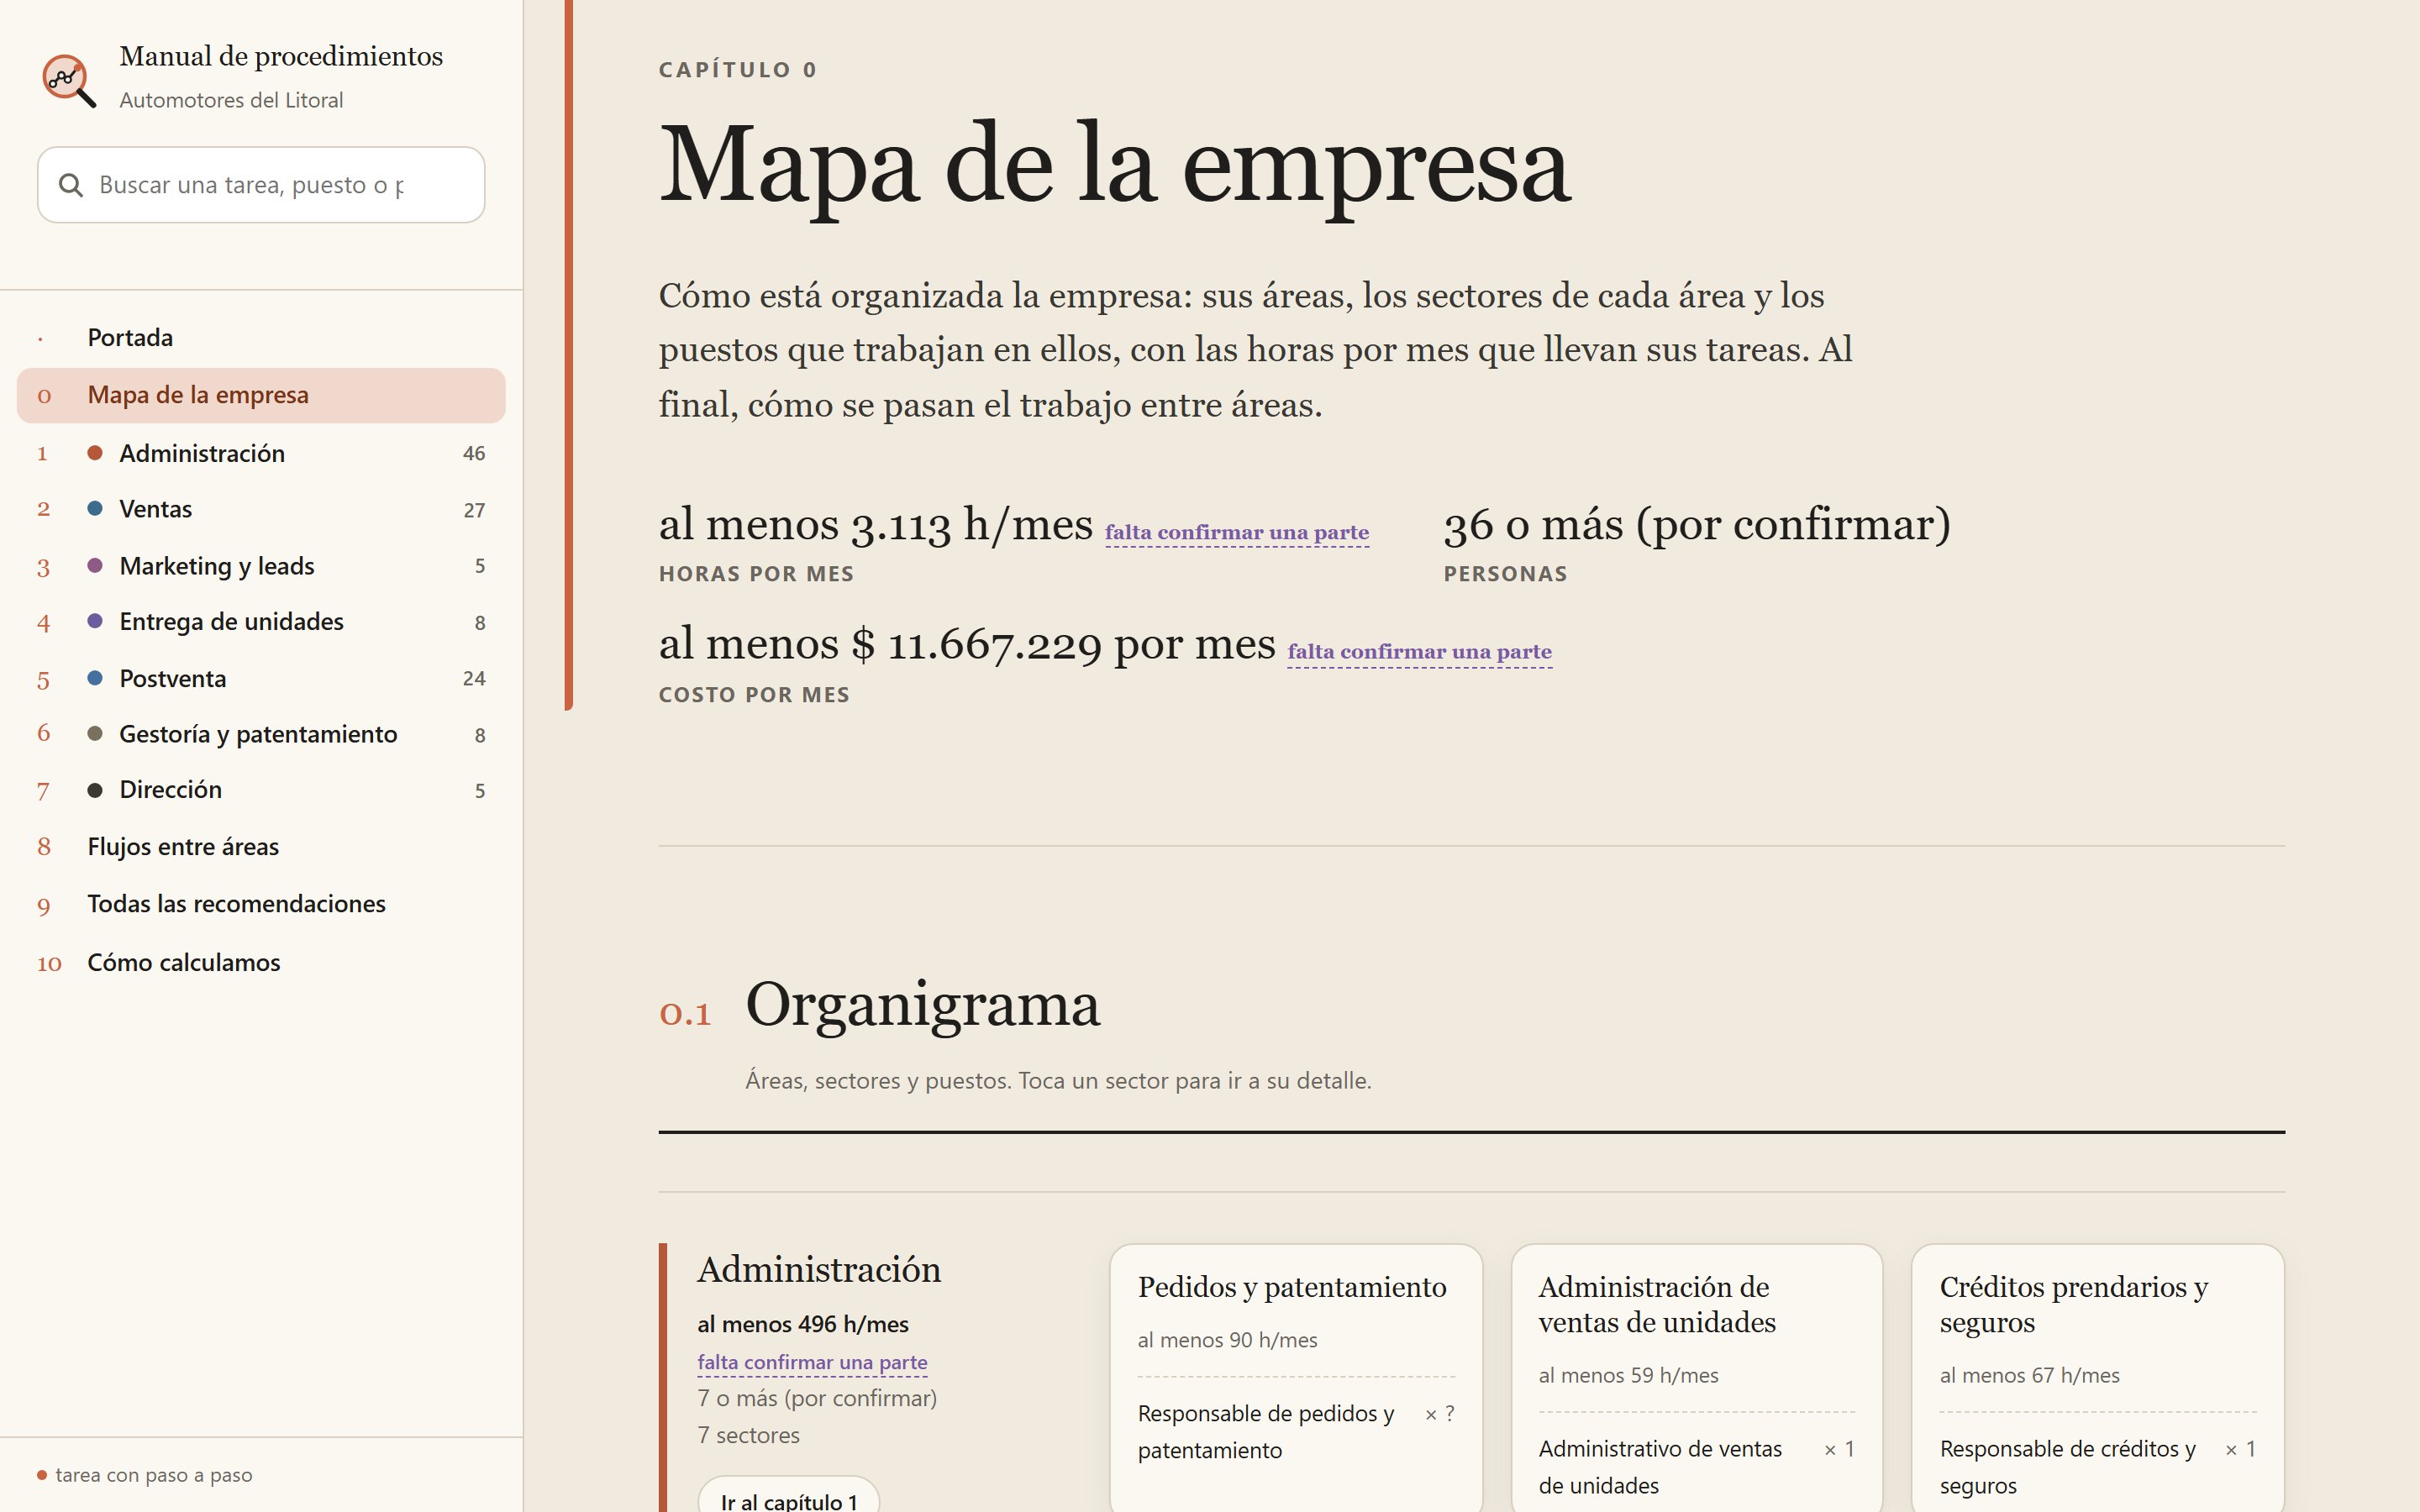 Manual de procedimientos
Automotores del Litoral
Buscar una tarea, puesto o
· Portada
0 Mapa de la empresa
1 Administración 46
2 Ventas 27
3 Marketing y leads 5
4 Entrega de unidades 8
5 Postventa 24
6 Gestoría y patentamiento 8
7 Dirección 5
8 Flujos entre áreas
9 Todas las recomendaciones
10 Cómo calculamos
tarea con paso a paso
CAPÍTULO 0
Mapa de la empresa
Cómo está organizada la empresa: sus áreas, los sectores de cada área y los
puestos que trabajan en ellos, con las horas por mes que llevan sus tareas. Al
final, cómo se pasan el trabajo entre áreas.
al menos 3.113 h/mes falta confirmar una parte
HORAS POR MES
36 o más (por confirmar)
PERSONAS
al menos $ 11.667.229 por mes falta confirmar una parte
COSTO POR MES
0.1 Organigrama
Áreas, sectores y puestos. Toca un sector para ir a su detalle.
Administración
al menos 496 h/mes
falta confirmar una parte
7 o más (por confirmar)
7 sectores
Ir al capítulo 1
Pedidos y patentamiento
al menos 90 h/mes
Responsable de pedidos y × ?
patentamiento
Administración de
ventas de unidades
al menos 59 h/mes
Administrativo de ventas × 1
de unidades
Créditos prendarios y
seguros
al menos 67 h/mes
Responsable de créditos y × 1
seguros